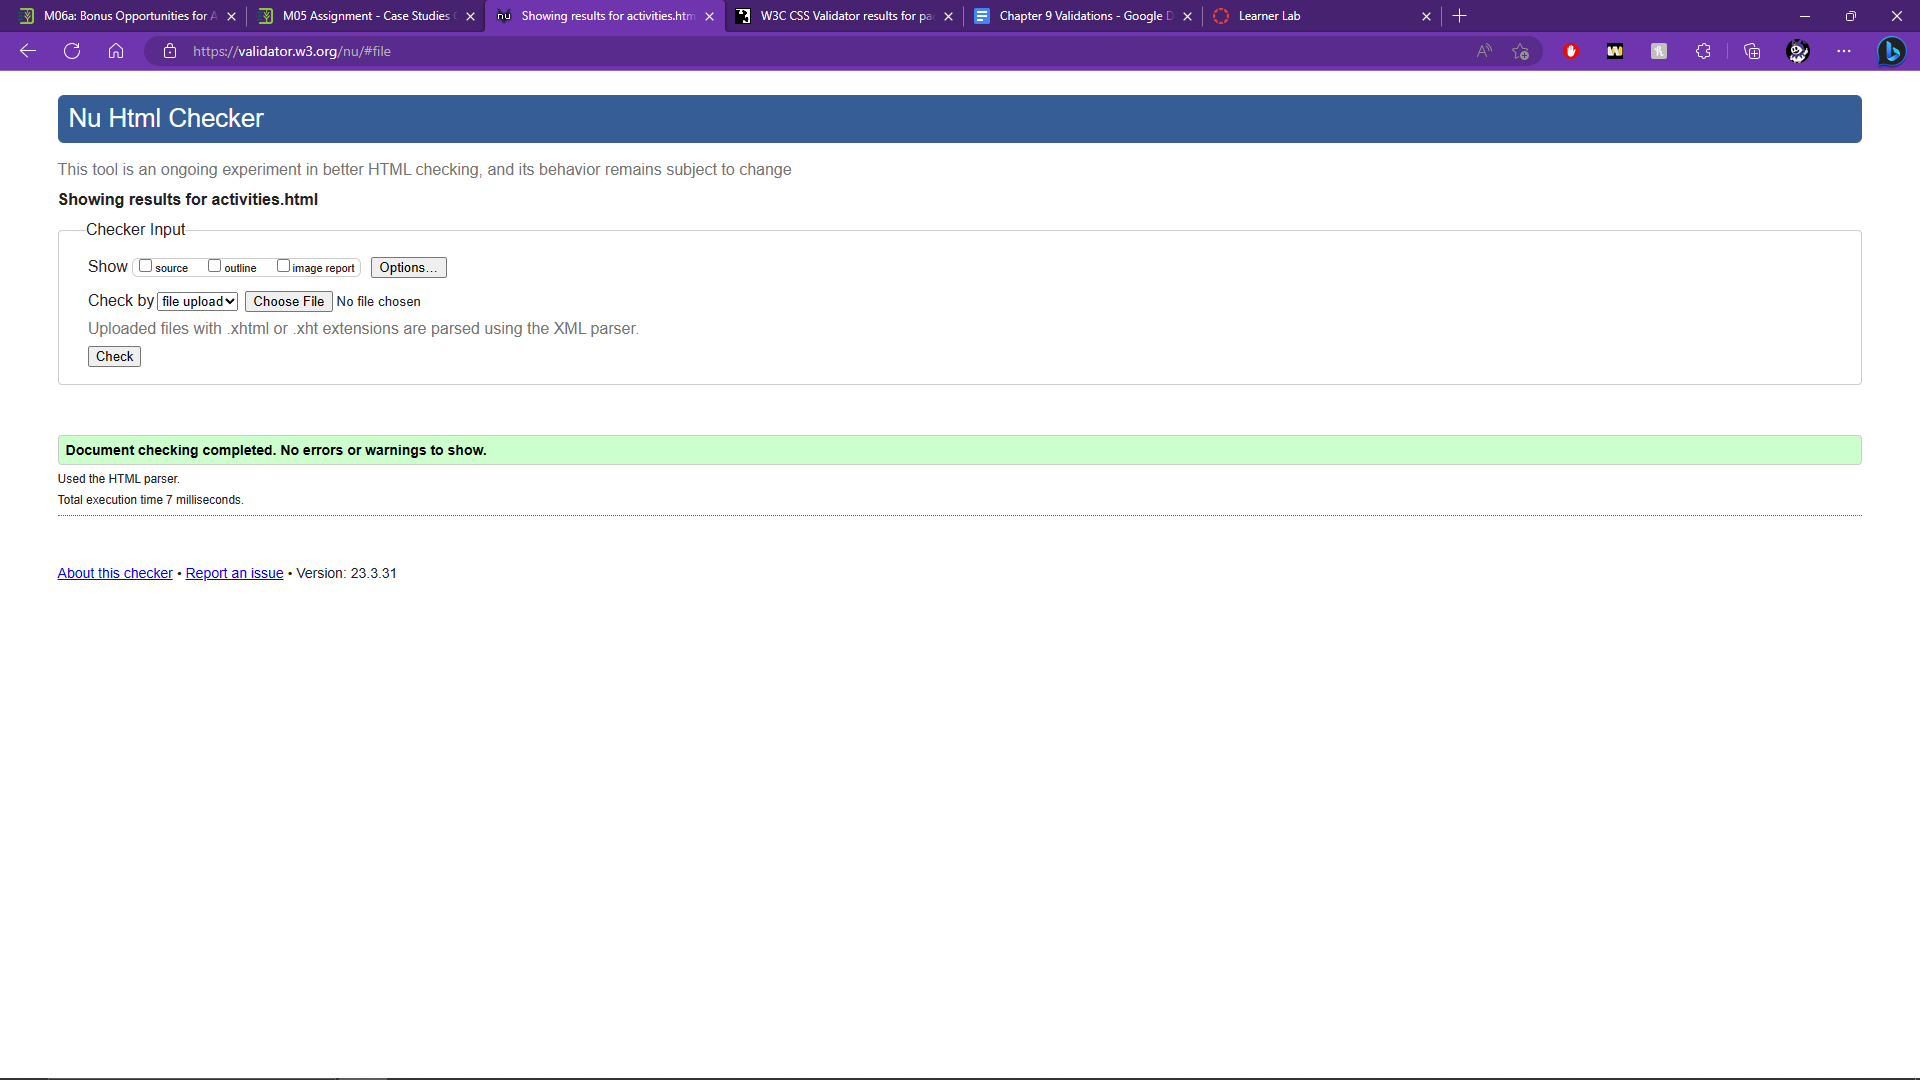 M06a: Bonus Opportunities for A
M05 Assignment - Case Studies
nu Showing results for activities.htm
W3C CSS Validator results for pac
Chapter 9 Validations - Google D
Learner Lab
https://validator.w3.org/nu/#file
Nu Html Checker
This tool is an ongoing experiment in better HTML checking, and its behavior remains subject to change
Showing results for activities.html
Checker Input
Show source outline image report Options...
Check by file upload Choose File No file chosen
Uploaded files with .xhtml or .xht extensions are parsed using the XML parser.
Check
Document checking completed. No errors or warnings to show.
Used the HTML parser.
Total execution time 7 milliseconds.
About this checker • Report an issue • Version: 23.3.31